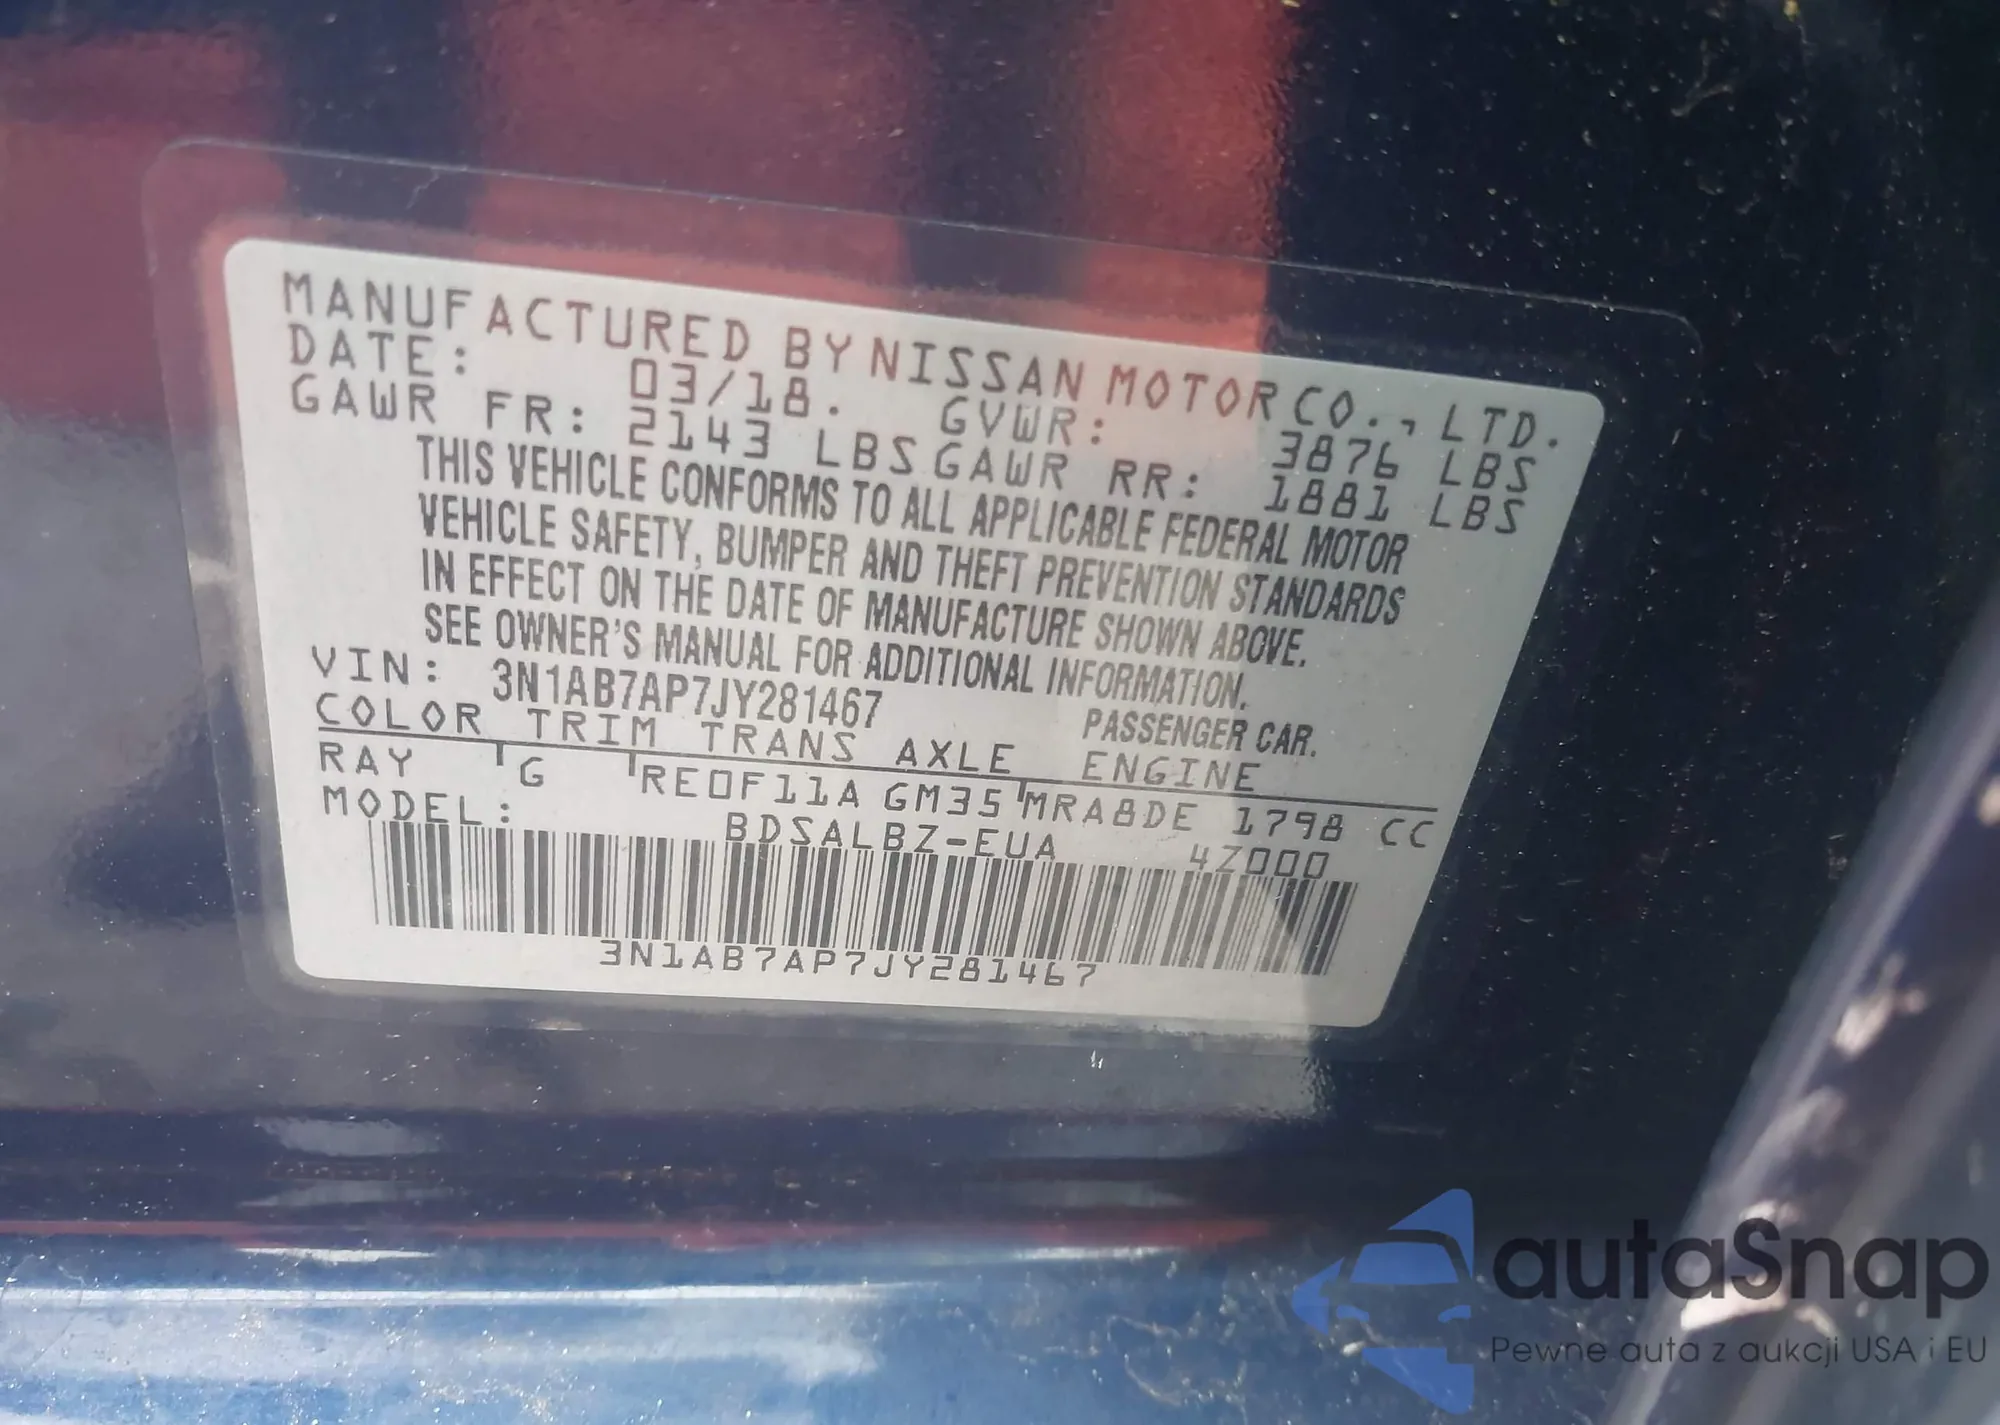 MANUFACTURED BY NISSAN MOTOR CO., LTD.
DATE: 03/18. GVWR: 3876 LBS
GAWR FR: 2143 LBS GAWR RR: 1881 LBS
THIS VEHICLE CONFORMS TO ALL APPLICABLE FEDERAL MOTOR
VEHICLE SAFETY, BUMPER AND THEFT PREVENTION STANDARDS
IN EFFECT ON THE DATE OF MANUFACTURE SHOWN ABOVE.
SEE OWNER'S MANUAL FOR ADDITIONAL INFORMATION.
VIN: 3N1AB7AP7JY281467 PASSENGER CAR.
COLOR TRIM TRANS AXLE ENGINE
RAY G RE0F11A GM35 MRA8DE 1798 CC
MODEL: BDSALBZ-EUA 4Z000
3N1AB7AP7JY281467
autaSnap
Pewne auta z aukcji USA i EU